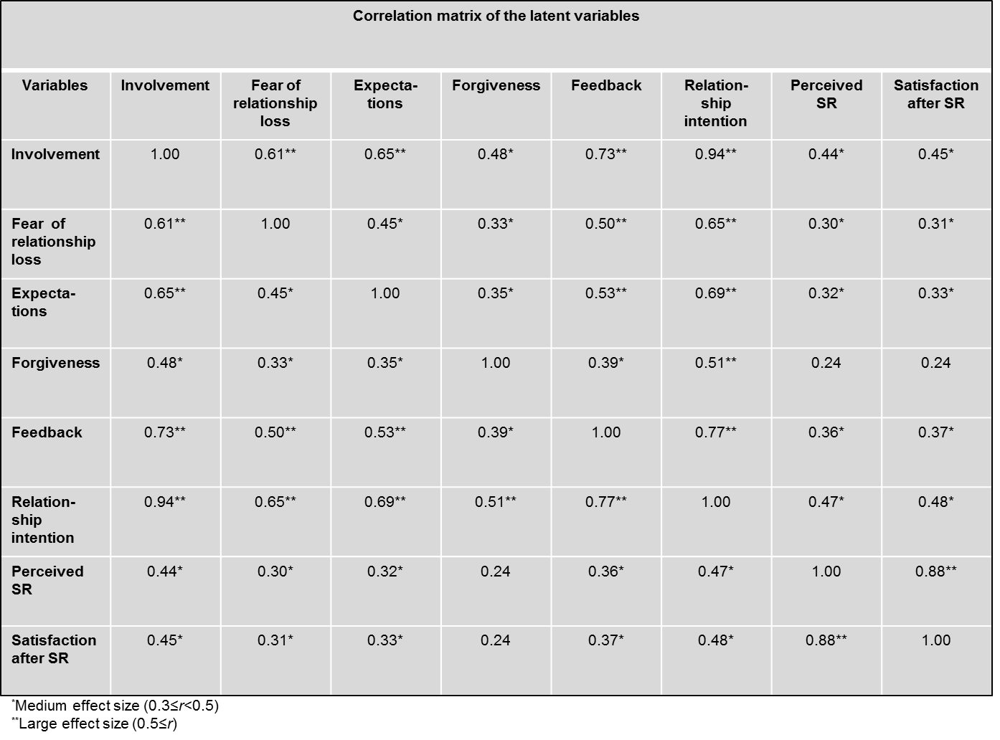 Correlation matrix of the latent variables
Variables Involvement Fear of relationship loss Expecta-tions Forgiveness Feedback Relation-ship intention Perceived SR Satisfaction after SR
Involvement 1.00 0.61** 0.65** 0.48* 0.73** 0.94** 0.44* 0.45*
Fear of relationship loss 0.61** 1.00 0.45* 0.33* 0.50** 0.65** 0.30* 0.31*
Expecta-tions 0.65** 0.45* 1.00 0.35* 0.53** 0.69** 0.32* 0.33*
Forgiveness 0.48* 0.33* 0.35* 1.00 0.39* 0.51** 0.24 0.24
Feedback 0.73** 0.50** 0.53** 0.39* 1.00 0.77** 0.36* 0.37*
Relation-ship intention 0.94** 0.65** 0.69** 0.51** 0.77** 1.00 0.47* 0.48*
Perceived SR 0.44* 0.30* 0.32* 0.24 0.36* 0.47* 1.00 0.88**
Satisfaction after SR 0.45* 0.31* 0.33* 0.24 0.37* 0.48* 0.88** 1.00
*Medium effect size (0.3≤r<0.5)
**Large effect size (0.5≤r)